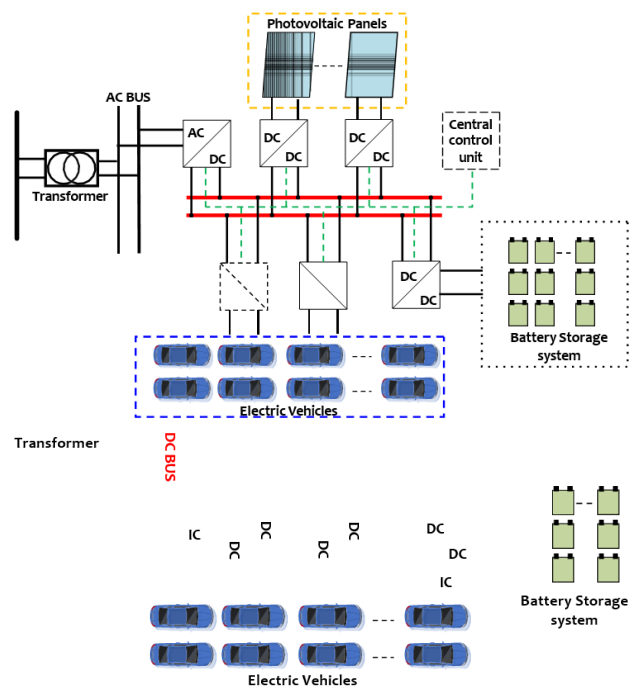 Photovoltaic Panels
AC BUS
AC
DC
DC
DC
DC
DC
Central
control
unit
Transformer
DC
DC
Battery Storage
system
Electric Vehicles
Transformer
DC BUS
IC
DC
DC
DC
DC
DC
DC
IC
Battery Storage
system
Electric Vehicles